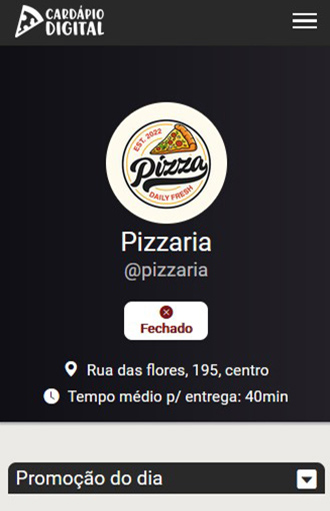 CARDÁPIO
DIGITAL
EST. 2022
Pizza
DAILY FRESH
Pizzaria
@pizzaria
Fechado
Rua das flores, 195, centro
Tempo médio p/ entrega: 40min
Promoção do dia